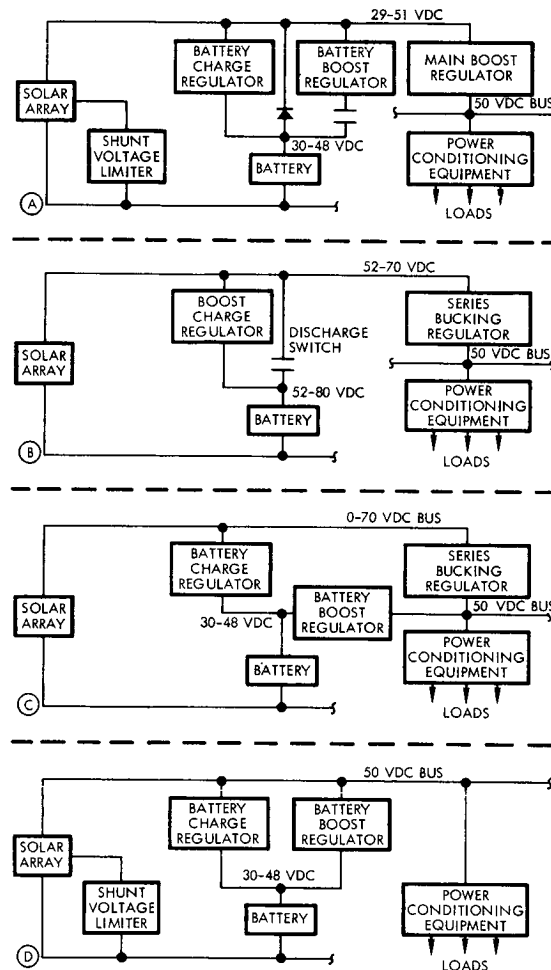 29-51 VDC
BATTERY
CHARGE
REGULATOR
BATTERY
BOOST
REGULATOR
MAIN BOOST
REGULATOR
SOLAR
ARRAY
50 VDC BUS
SHUNT
VOLTAGE
LIMITER
30-48 VDC
BATTERY
POWER
CONDITIONING
EQUIPMENT
A
LOADS
52-70 VDC
BOOST
CHARGE
REGULATOR
SERIES
BUCKING
REGULATOR
DISCHARGE
SWITCH
SOLAR
ARRAY
50 VDC BUS
52-80 VDC
BATTERY
POWER
CONDITIONING
EQUIPMENT
B
LOADS
0-70 VDC BUS
BATTERY
CHARGE
REGULATOR
SERIES
BUCKING
REGULATOR
SOLAR
ARRAY
30-48 VDC
BATTERY
BOOST
REGULATOR
50 VDC BUS
BATTERY
POWER
CONDITIONING
EQUIPMENT
C
LOADS
50 VDC BUS
BATTERY
CHARGE
REGULATOR
BATTERY
BOOST
REGULATOR
SOLAR
ARRAY
30-48 VDC
SHUNT
VOLTAGE
LIMITER
BATTERY
POWER
CONDITIONING
EQUIPMENT
D
LOADS